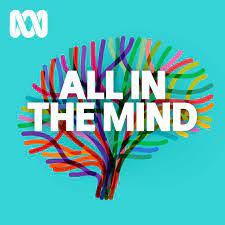 ALL IN
THE MIND